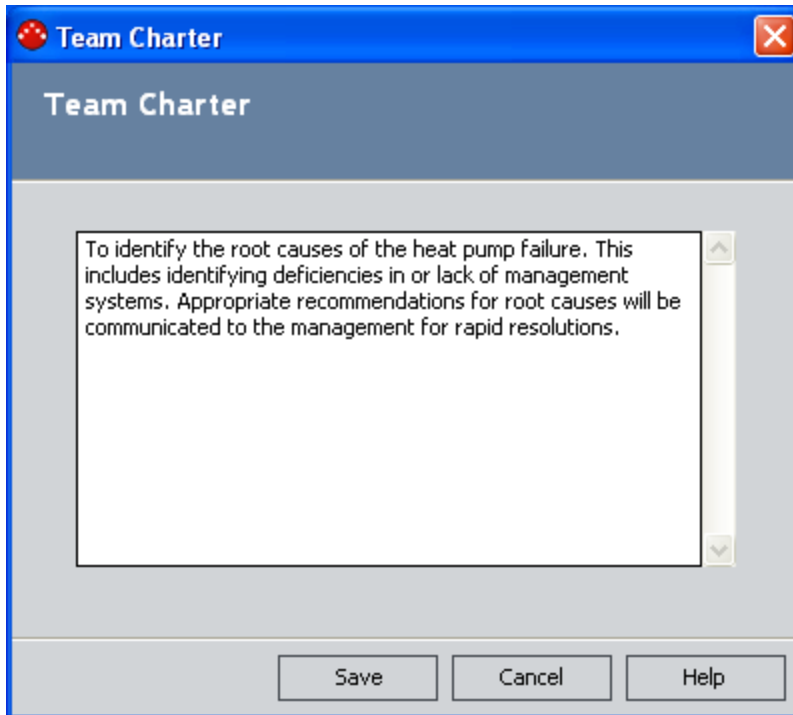 Team Charter
Team Charter
To identify the root causes of the heat pump failure. This
includes identifying deficiencies in or lack of management
systems. Appropriate recommendations for root causes will be
communicated to the management for rapid resolutions.
Save
Cancel
Help